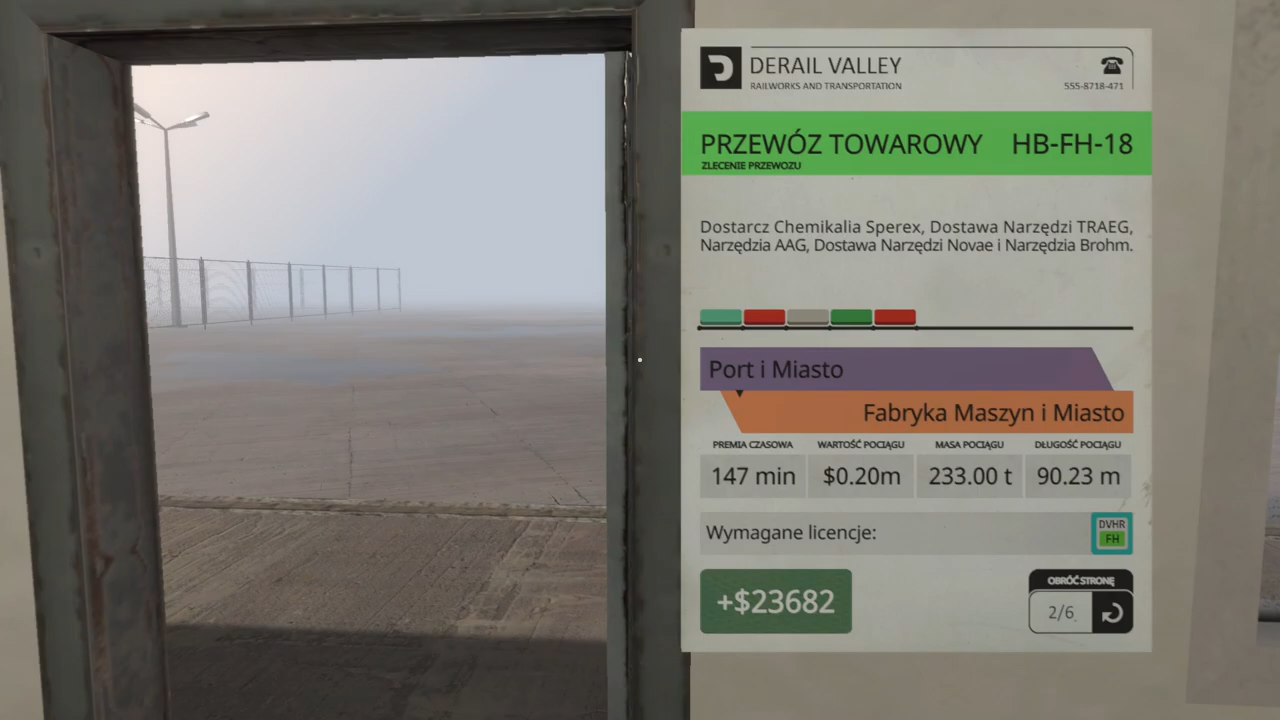 DERAIL VALLEY
RAILWORKS AND TRANSPORTATION
555-8718-471
PRZEWÓZ TOWAROWY HB-FH-18
ZLECENIE PRZEWOZU
Dostarcz Chemikalia Sperex, Dostawa Narzędzi TRAEG,
Narzędzia AAG, Dostawa Narzędzi Novae i Narzędzia Brohm.
Port i Miasto
Fabryka Maszyn i Miasto
PREMIA CZASOWA WARTOŚĆ POCIĄGU MASA POCIĄGU DŁUGOŚĆ POCIĄGU
147 min $0.20m 233.00 t 90.23 m
Wymagane licencje:
DVHR
FH
+$23682
OBRÓĆ STRONĘ
2/6